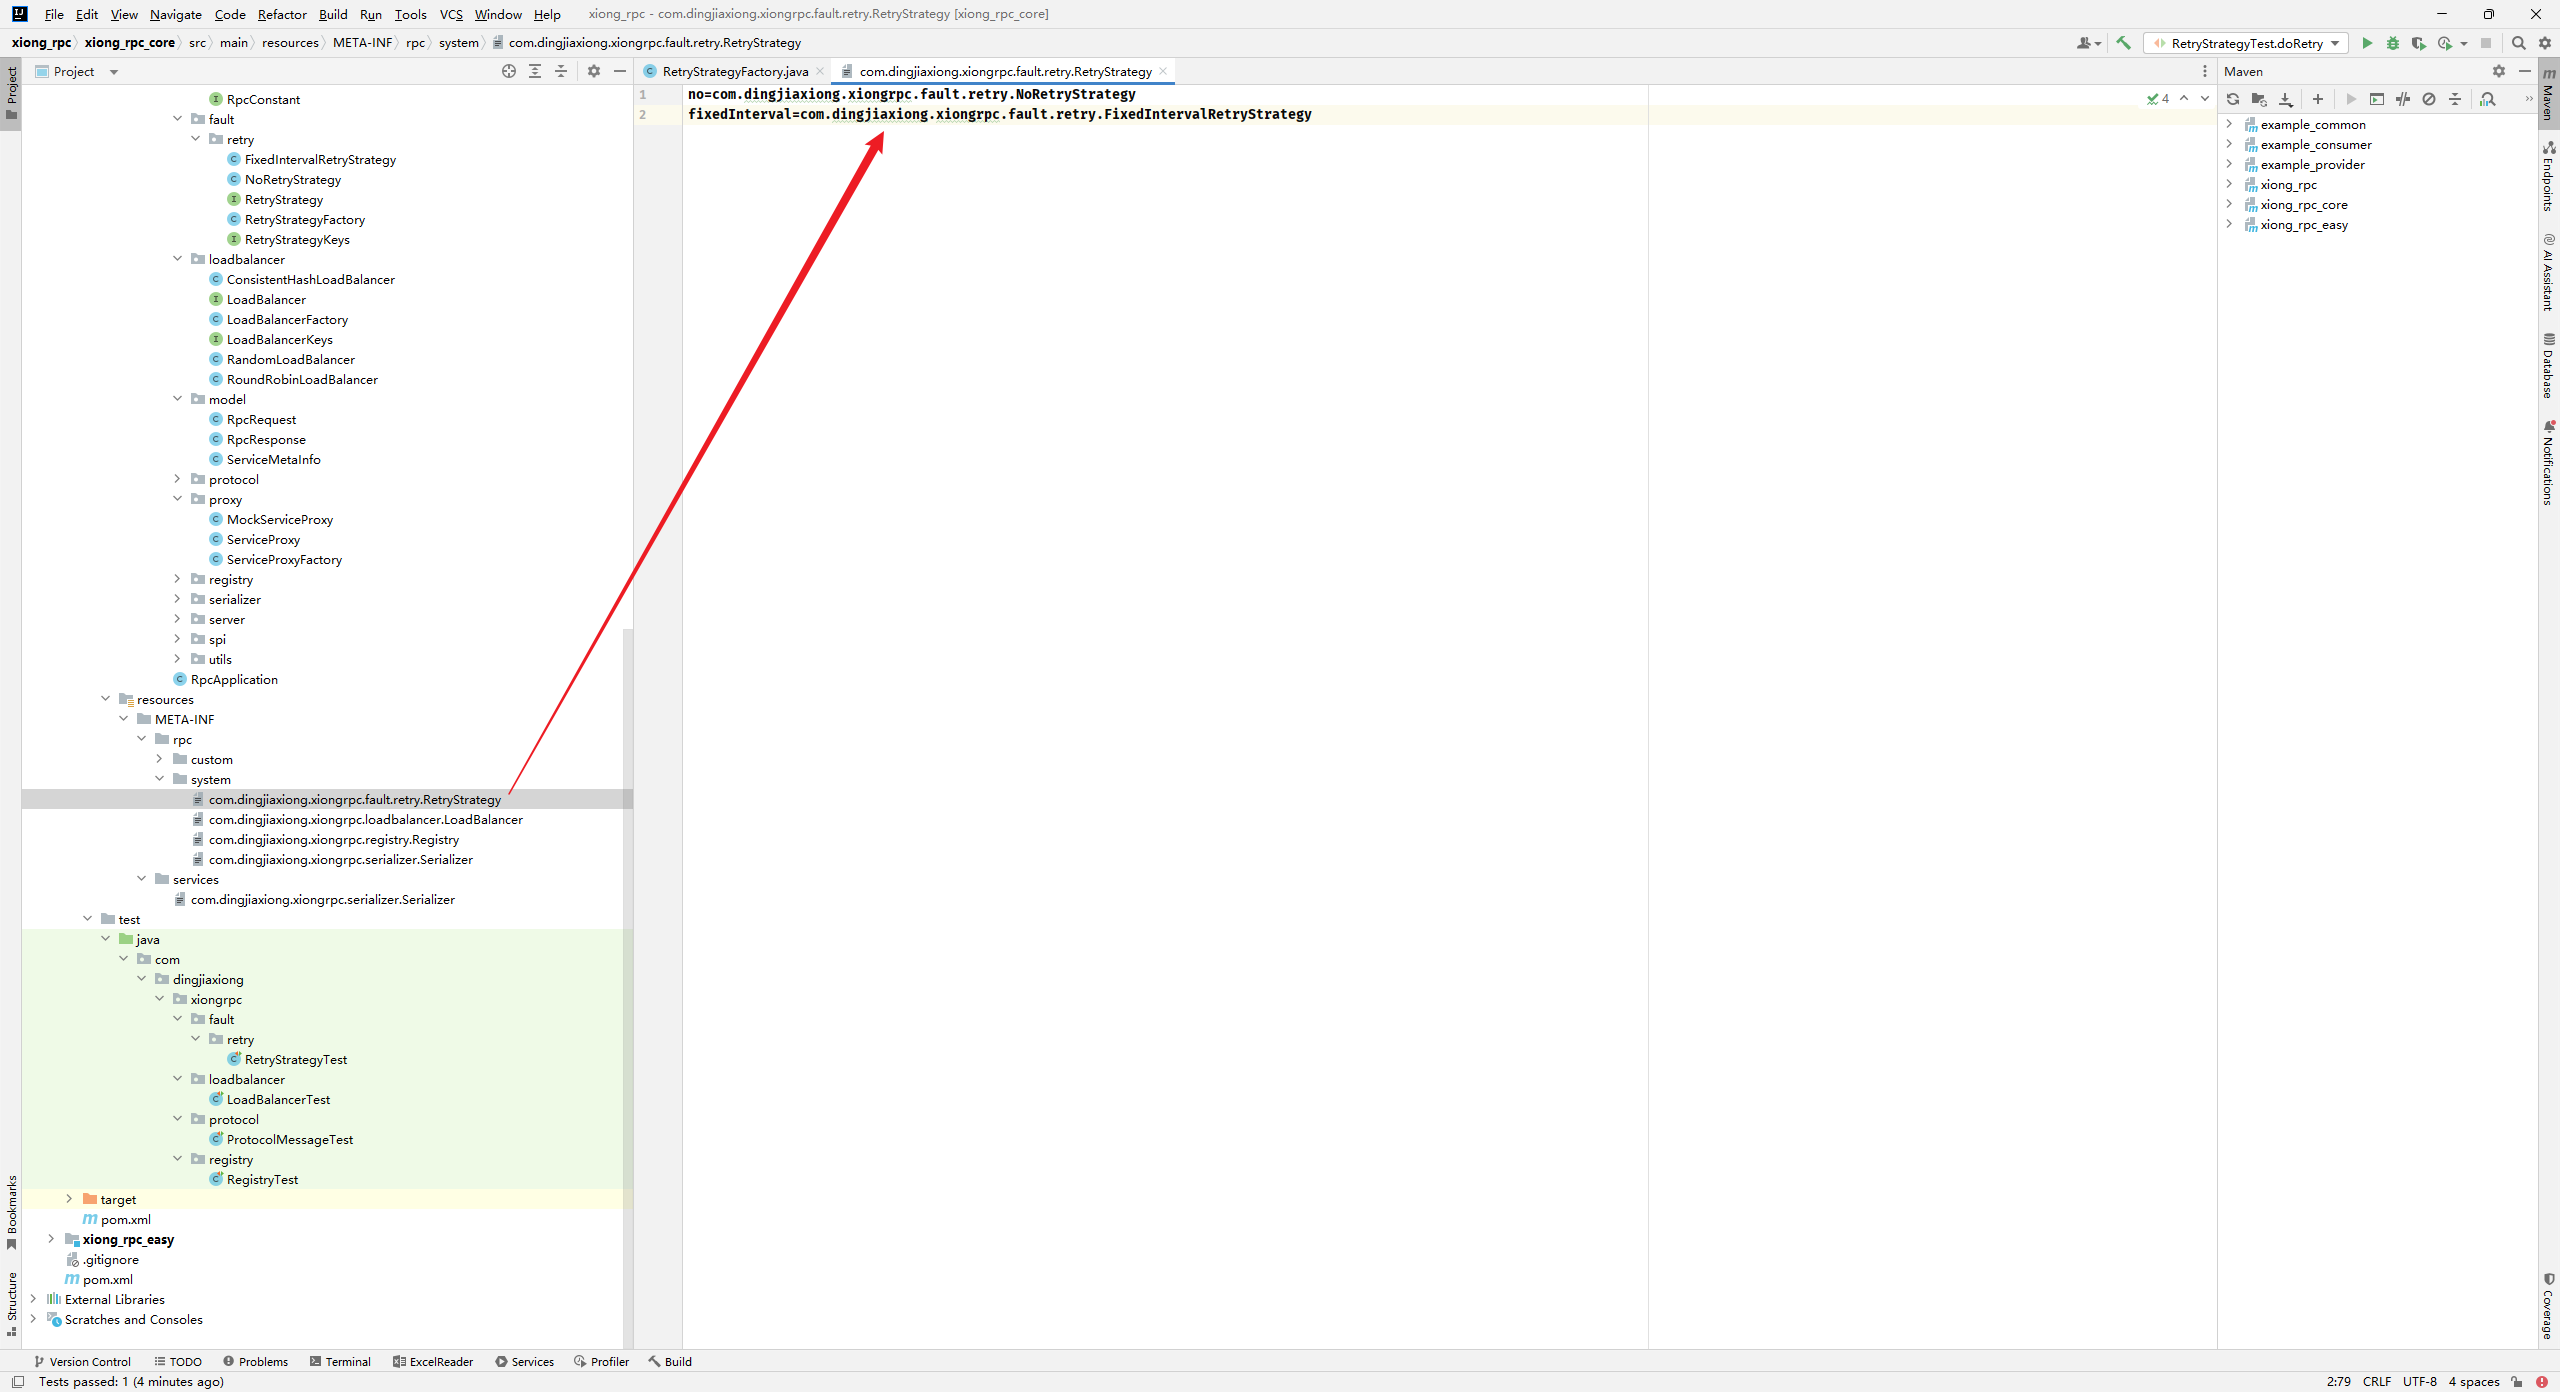 File Edit View Navigate Code Refactor Build Run Tools VCS Window Help xiong_rpc - com.dingjiaxiong.xiongrpc.fault.retry.RetryStrategy [xiong_rpc_core]
xiong_rpc xiong_rpc_core src main resources META-INF rpc system com.dingjiaxiong.xiongrpc.fault.retry.RetryStrategy RetryStrategyTest.doRetry
Project
Project
RpcConstant
fault
retry
FixedIntervalRetryStrategy
NoRetryStrategy
RetryStrategy
RetryStrategyFactory
RetryStrategyKeys
loadbalancer
ConsistentHashLoadBalancer
LoadBalancer
LoadBalancerFactory
LoadBalancerKeys
RandomLoadBalancer
RoundRobinLoadBalancer
model
RpcRequest
RpcResponse
ServiceMetaInfo
protocol
proxy
MockServiceProxy
ServiceProxy
ServiceProxyFactory
registry
serializer
server
spi
utils
RpcApplication
resources
META-INF
rpc
custom
system
com.dingjiaxiong.xiongrpc.fault.retry.RetryStrategy
com.dingjiaxiong.xiongrpc.loadbalancer.LoadBalancer
com.dingjiaxiong.xiongrpc.registry.Registry
com.dingjiaxiong.xiongrpc.serializer.Serializer
services
com.dingjiaxiong.xiongrpc.serializer.Serializer
test
java
com
dingjiaxiong
xiongrpc
fault
retry
RetryStrategyTest
loadbalancer
LoadBalancerTest
protocol
ProtocolMessageTest
registry
RegistryTest
target
pom.xml
xiong_rpc_easy
.gitignore
pom.xml
External Libraries
Scratches and Consoles
Bookmarks
Structure
RetryStrategyFactory.java com.dingjiaxiong.xiongrpc.fault.retry.RetryStrategy
1 no=com.dingjiaxiong.xiongrpc.fault.retry.NoRetryStrategy
2 fixedInterval=com.dingjiaxiong.xiongrpc.fault.retry.FixedIntervalRetryStrategy
4
Maven
example_common
example_consumer
example_provider
xiong_rpc
xiong_rpc_core
xiong_rpc_easy
Maven
Endpoints
AI Assistant
Database
Notifications
Coverage
Version Control TODO Problems Terminal ExcelReader Services Profiler Build
Tests passed: 1 (4 minutes ago) 2:79 CRLF UTF-8 4 spaces